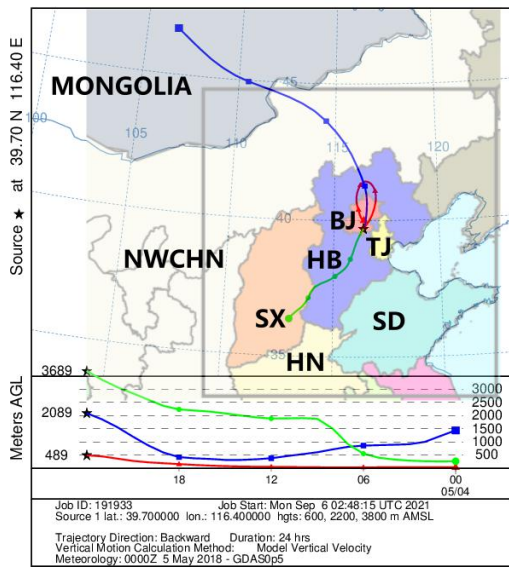 MONGOLIA
45
100
105
110
115
120
Source ★ at 39.70 N 116.40 E
40
BJ
TJ
NWCHN
HB
SX
SD
HN
35
Meters AGL
3689
2089
489
3000
2500
2000
1500
1000
500
18 12 06 00
05/04
Job ID: 191933 Job Start: Mon Sep 6 02:48:15 UTC 2021
Source 1 lat.: 39.700000 lon.: 116.400000 hgts: 600, 2200, 3800 m AMSL
Trajectory Direction: Backward Duration: 24 hrs
Vertical Motion Calculation Method: Model Vertical Velocity
Meteorology: 0000Z 5 May 2018 - GDAS0p5